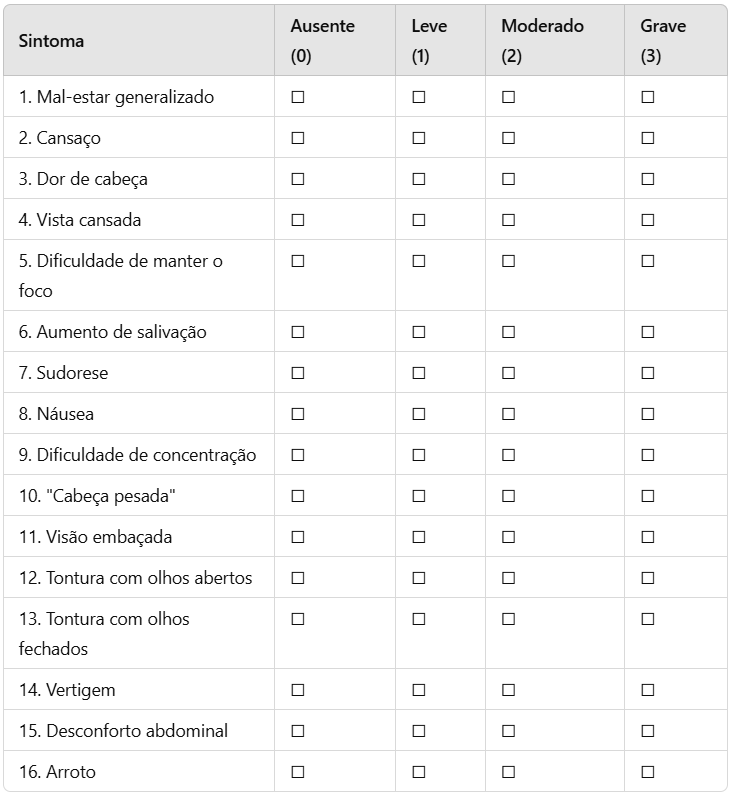 Sintoma Ausente (0) Leve (1) Moderado (2) Grave (3)
1. Mal-estar generalizado ☐ ☐ ☐ ☐
2. Cansaço ☐ ☐ ☐ ☐
3. Dor de cabeça ☐ ☐ ☐ ☐
4. Vista cansada ☐ ☐ ☐ ☐
5. Dificuldade de manter o ☐ ☐ ☐ ☐
foco
6. Aumento de salivação ☐ ☐ ☐ ☐
7. Sudorese ☐ ☐ ☐ ☐
8. Náusea ☐ ☐ ☐ ☐
9. Dificuldade de concentração ☐ ☐ ☐ ☐
10. "Cabeça pesada" ☐ ☐ ☐ ☐
11. Visão embaçada ☐ ☐ ☐ ☐
12. Tontura com olhos abertos ☐ ☐ ☐ ☐
13. Tontura com olhos ☐ ☐ ☐ ☐
fechados
14. Vertigem ☐ ☐ ☐ ☐
15. Desconforto abdominal ☐ ☐ ☐ ☐
16. Arroto ☐ ☐ ☐ ☐